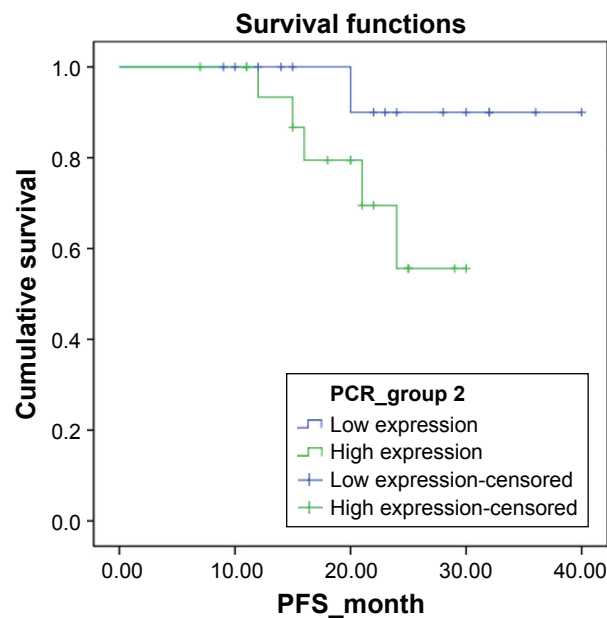 Survival functions
Cumulative survival
1.0
0.8
0.6
0.4
0.2
0.0
PCR_group 2
Low expression
High expression
Low expression-censored
High expression-censored
0.00 10.00 20.00 30.00 40.00
PFS_month